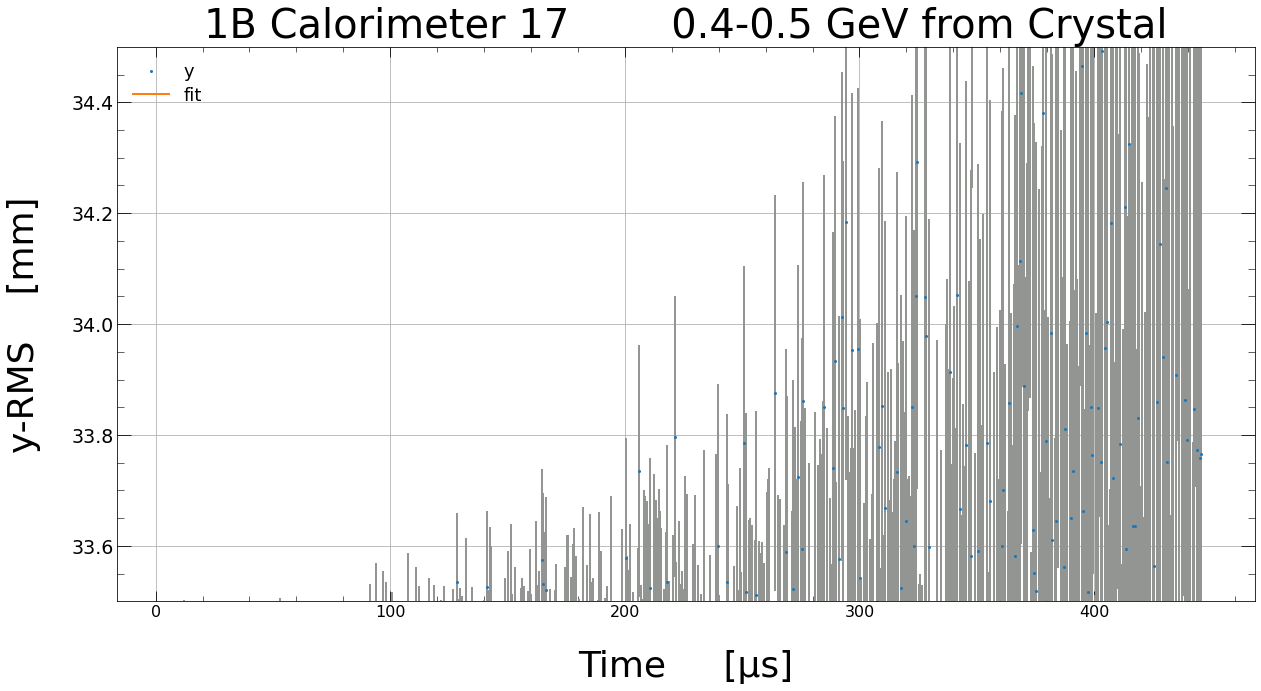 1B Calorimeter 17 0.4-0.5 GeV from Crystal
y
fit
34.4
34.2
34.0
33.8
33.6
y-RMS [mm]
0 100 200 300 400
Time [μs]